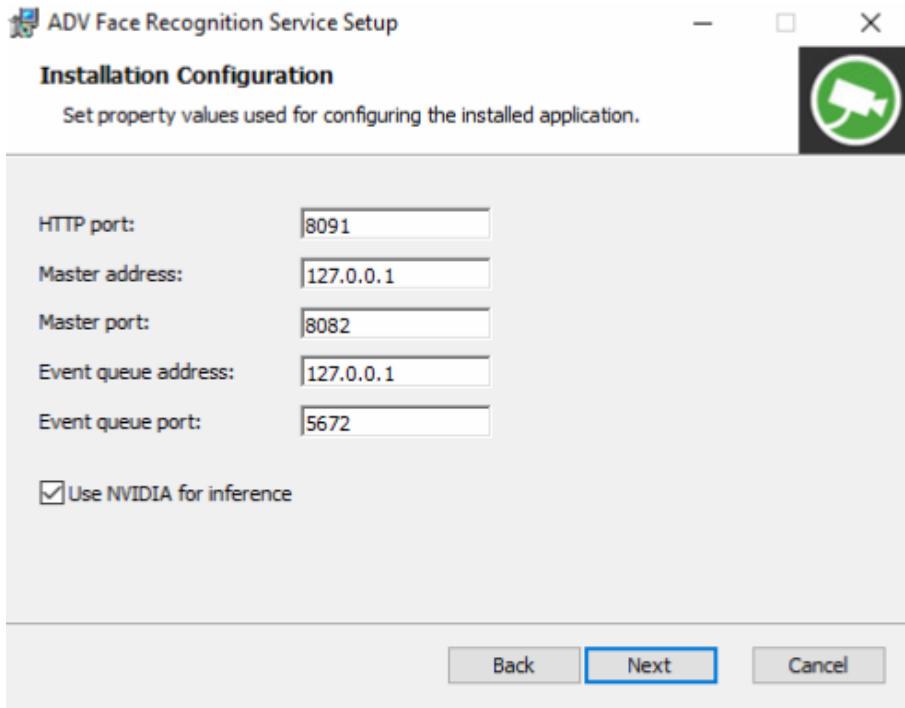 ADV Face Recognition Service Setup
Installation Configuration
Set property values used for configuring the installed application.
HTTP port: 8091
Master address: 127.0.0.1
Master port: 8082
Event queue address: 127.0.0.1
Event queue port: 5672
Use NVIDIA for inference
Back Next Cancel